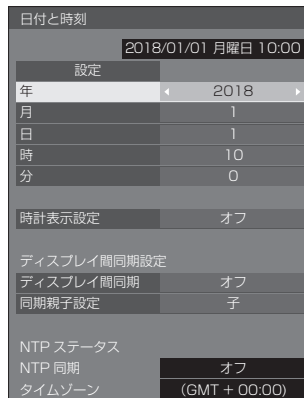 日付と時刻
2018/01/01 月曜日 10:00
設定
年 2018
月 1
日 1
時 10
分 0
時計表示設定 オフ
ディスプレイ間同期設定
ディスプレイ間同期 オフ
同期親子設定 子
NTP ステータス
NTP 同期 オフ
タイムゾーン (GMT + 00:00)